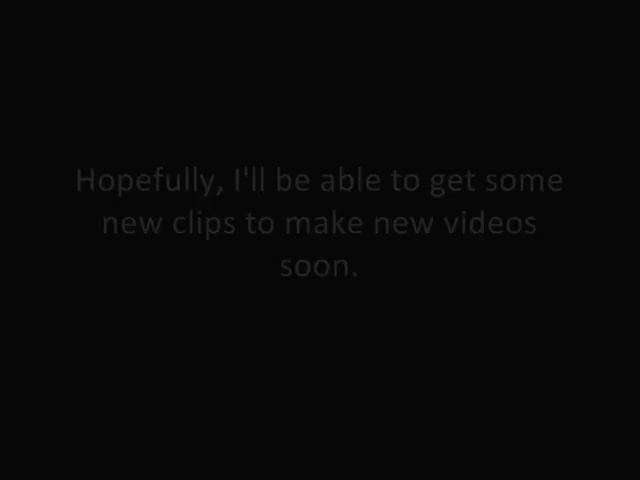 Hopefully, I'll be able to get some
new clips to make new videos
soon.